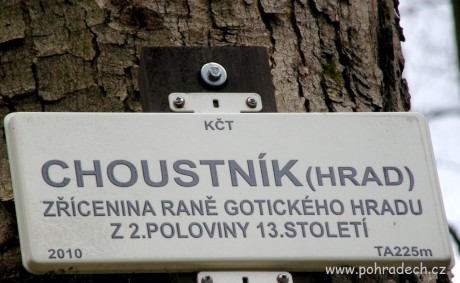 KČT
CHOUSTNÍK (HRAD)
ZŘÍCENINA RANĚ GOTICKÉHO HRADU
Z 2.POLOVINY 13.STOLETÍ
2010 TA225m
www.pohradech.cz